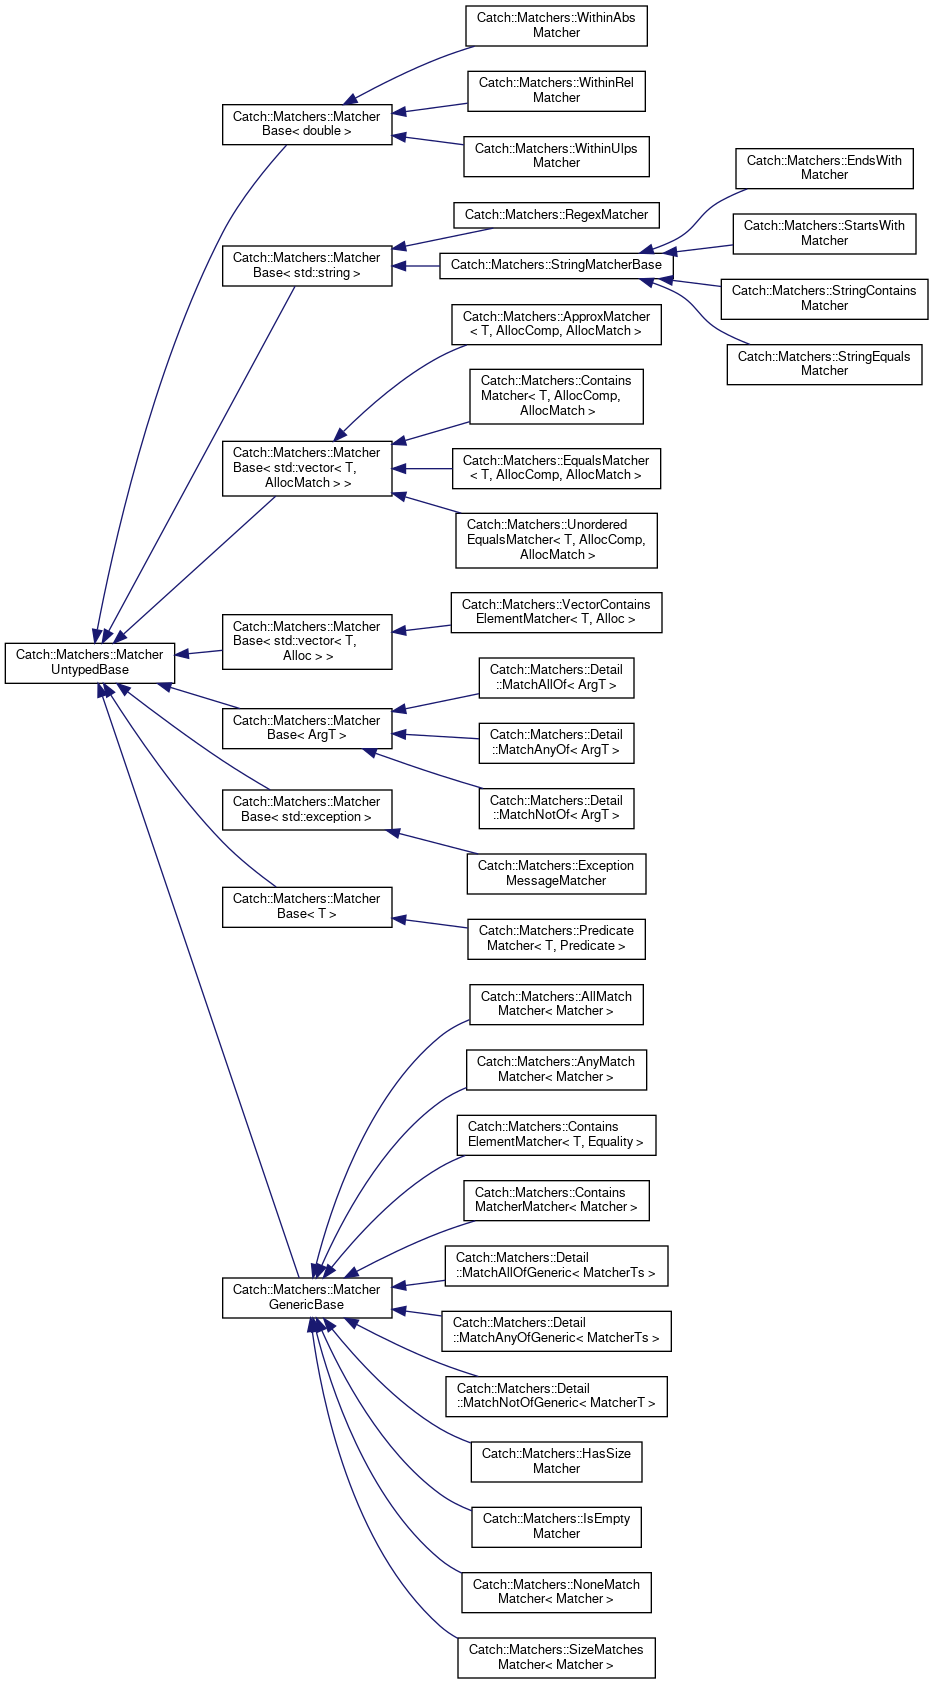 Catch::Matchers::WithinAbs
Matcher
Catch::Matchers::WithinRel
Matcher
Catch::Matchers::Matcher
Base< double >
Catch::Matchers::WithinUlps
Matcher
Catch::Matchers::EndsWith
Matcher
Catch::Matchers::RegexMatcher
Catch::Matchers::StartsWith
Matcher
Catch::Matchers::Matcher
Base< std::string >
Catch::Matchers::StringMatcherBase
Catch::Matchers::StringContains
Matcher
Catch::Matchers::ApproxMatcher
< T, AllocComp, AllocMatch >
Catch::Matchers::StringEquals
Matcher
Catch::Matchers::Contains
Matcher< T, AllocComp,
AllocMatch >
Catch::Matchers::Matcher
Base< std::vector< T,
AllocMatch > >
Catch::Matchers::EqualsMatcher
< T, AllocComp, AllocMatch >
Catch::Matchers::Unordered
EqualsMatcher< T, AllocComp,
AllocMatch >
Catch::Matchers::VectorContains
ElementMatcher< T, Alloc >
Catch::Matchers::Matcher
Base< std::vector< T,
Alloc > >
Catch::Matchers::Matcher
UntypedBase
Catch::Matchers::Detail
::MatchAllOf< ArgT >
Catch::Matchers::Matcher
Base< ArgT >
Catch::Matchers::Detail
::MatchAnyOf< ArgT >
Catch::Matchers::Detail
::MatchNotOf< ArgT >
Catch::Matchers::Matcher
Base< std::exception >
Catch::Matchers::Exception
MessageMatcher
Catch::Matchers::Matcher
Base< T >
Catch::Matchers::Predicate
Matcher< T, Predicate >
Catch::Matchers::AllMatch
Matcher< Matcher >
Catch::Matchers::AnyMatch
Matcher< Matcher >
Catch::Matchers::Contains
ElementMatcher< T, Equality >
Catch::Matchers::Contains
MatcherMatcher< Matcher >
Catch::Matchers::Detail
::MatchAllOfGeneric< MatcherTs >
Catch::Matchers::Matcher
GenericBase
Catch::Matchers::Detail
::MatchAnyOfGeneric< MatcherTs >
Catch::Matchers::Detail
::MatchNotOfGeneric< MatcherT >
Catch::Matchers::HasSize
Matcher
Catch::Matchers::IsEmpty
Matcher
Catch::Matchers::NoneMatch
Matcher< Matcher >
Catch::Matchers::SizeMatches
Matcher< Matcher >